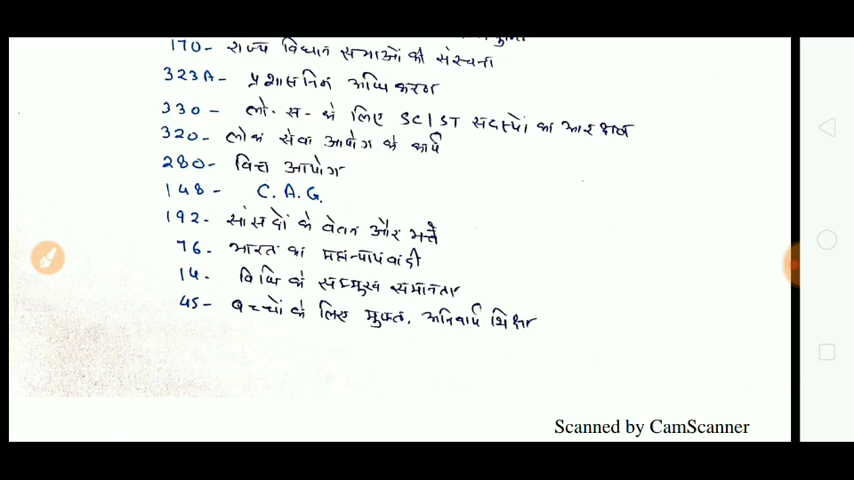 170- राज्य विधान सभाओं की संरचना
323A- प्रशासनिक अधिकरण
330- लो. स- के लिए SC/ST सदस्यों का आरक्षण
320- लोक सेवा आयोग के कार्य
280- वित्त आयोग
148- C.A.G.
192- सांसदों के वेतन और भत्ते
76- भारत का महान्यायवादी
14. विधि के सम्मुख समानता
45- बच्चों के लिए मुफ्त, अनिवार्य शिक्षा
Scanned by CamScanner